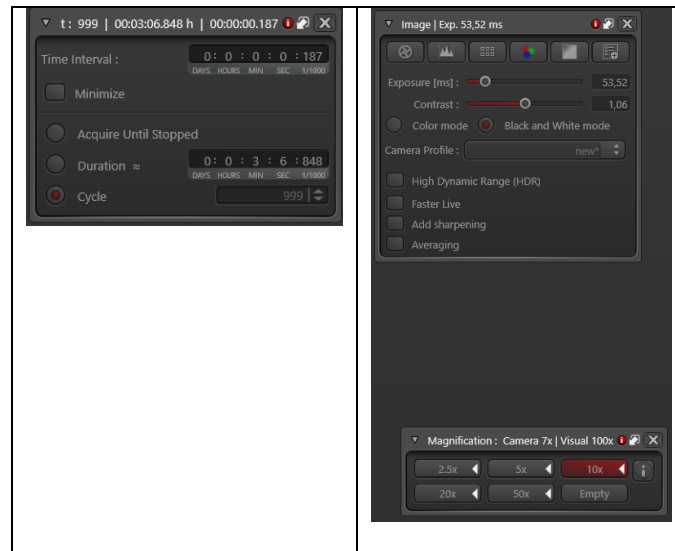 t : 999 | 00:03:06.848 h | 00:00:00.187
Time Interval :
0 : 0 : 0 : 0 : 187
DAYS HOURS MIN SEC 1/1000
Minimize
Acquire Until Stopped
Duration ≈
0 : 0 : 3 : 6 : 848
DAYS HOURS MIN SEC 1/1000
Cycle
999
Image | Exp. 53,52 ms
Exposure [ms] :
53,52
Contrast :
1,06
Color mode
Black and White mode
Camera Profile :
new*
High Dynamic Range (HDR)
Faster Live
Add sharpening
Averaging
Magnification : Camera 7x | Visual 100x
2.5x 5x 10x
20x 50x Empty